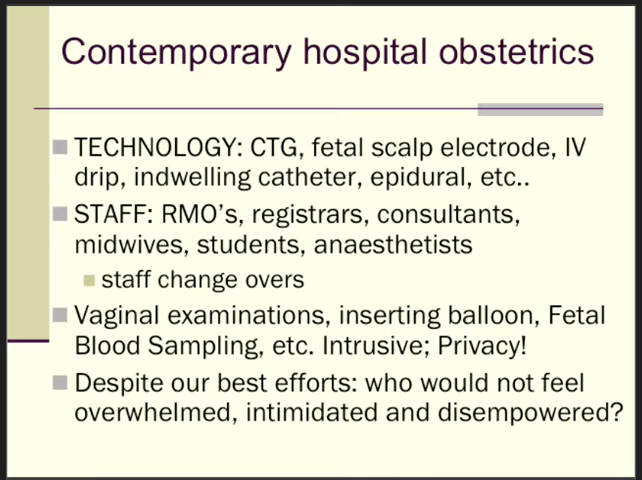 Contemporary hospital obstetrics
TECHNOLOGY: CTG, fetal scalp electrode, IV
drip, indwelling catheter, epidural, etc..
STAFF: RMO's, registrars, consultants,
midwives, students, anaesthetists
staff change overs
Vaginal examinations, inserting balloon, Fetal
Blood Sampling, etc. Intrusive; Privacy!
Despite our best efforts: who would not feel
overwhelmed, intimidated and disempowered?